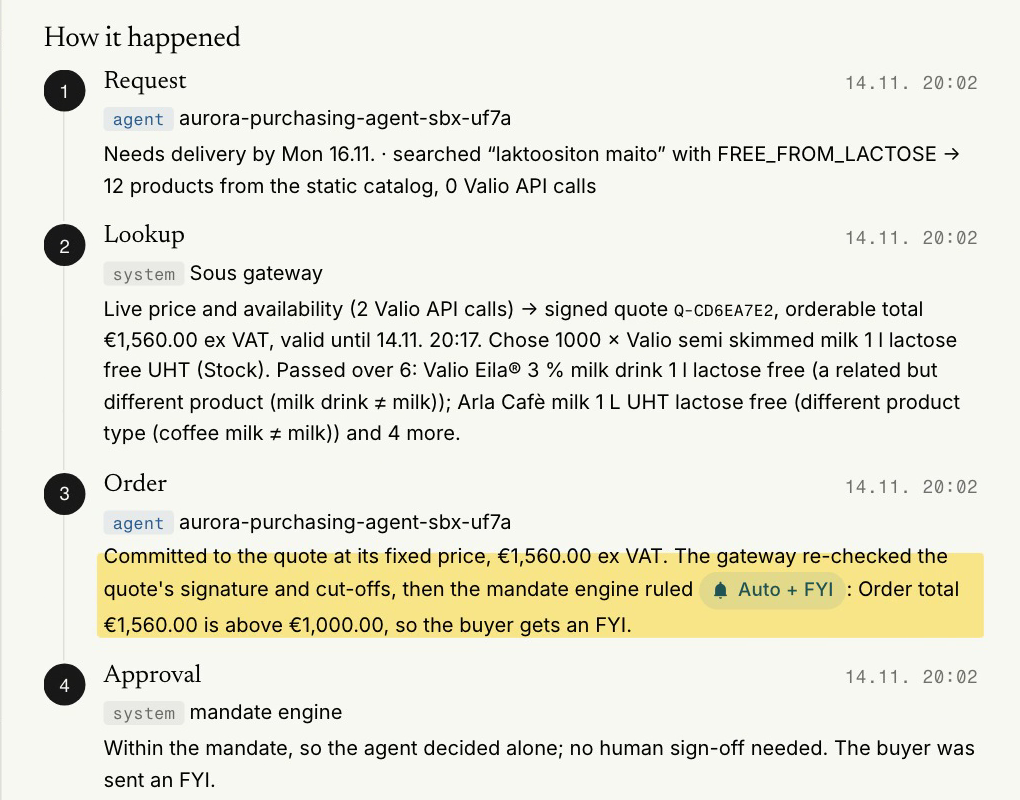 How it happened
1
Request
14.11. 20:02
agent aurora-purchasing-agent-sbx-uf7a
Needs delivery by Mon 16.11. · searched “laktoositon maito” with FREE_FROM_LACTOSE →
12 products from the static catalog, 0 Valio API calls
2
Lookup
14.11. 20:02
system Sous gateway
Live price and availability (2 Valio API calls) → signed quote Q-CD6EA7E2, orderable total
€1,560.00 ex VAT, valid until 14.11. 20:17. Chose 1000 × Valio semi skimmed milk 1 l lactose
free UHT (Stock). Passed over 6: Valio Eila® 3 % milk drink 1 l lactose free (a related but
different product (milk drink ≠ milk)); Arla Cafè milk 1 L UHT lactose free (different product
type (coffee milk ≠ milk)) and 4 more.
3
Order
14.11. 20:02
agent aurora-purchasing-agent-sbx-uf7a
Committed to the quote at its fixed price, €1,560.00 ex VAT. The gateway re-checked the
quote's signature and cut-offs, then the mandate engine ruled Auto + FYI : Order total
€1,560.00 is above €1,000.00, so the buyer gets an FYI.
4
Approval
14.11. 20:02
system mandate engine
Within the mandate, so the agent decided alone; no human sign-off needed. The buyer was
sent an FYI.